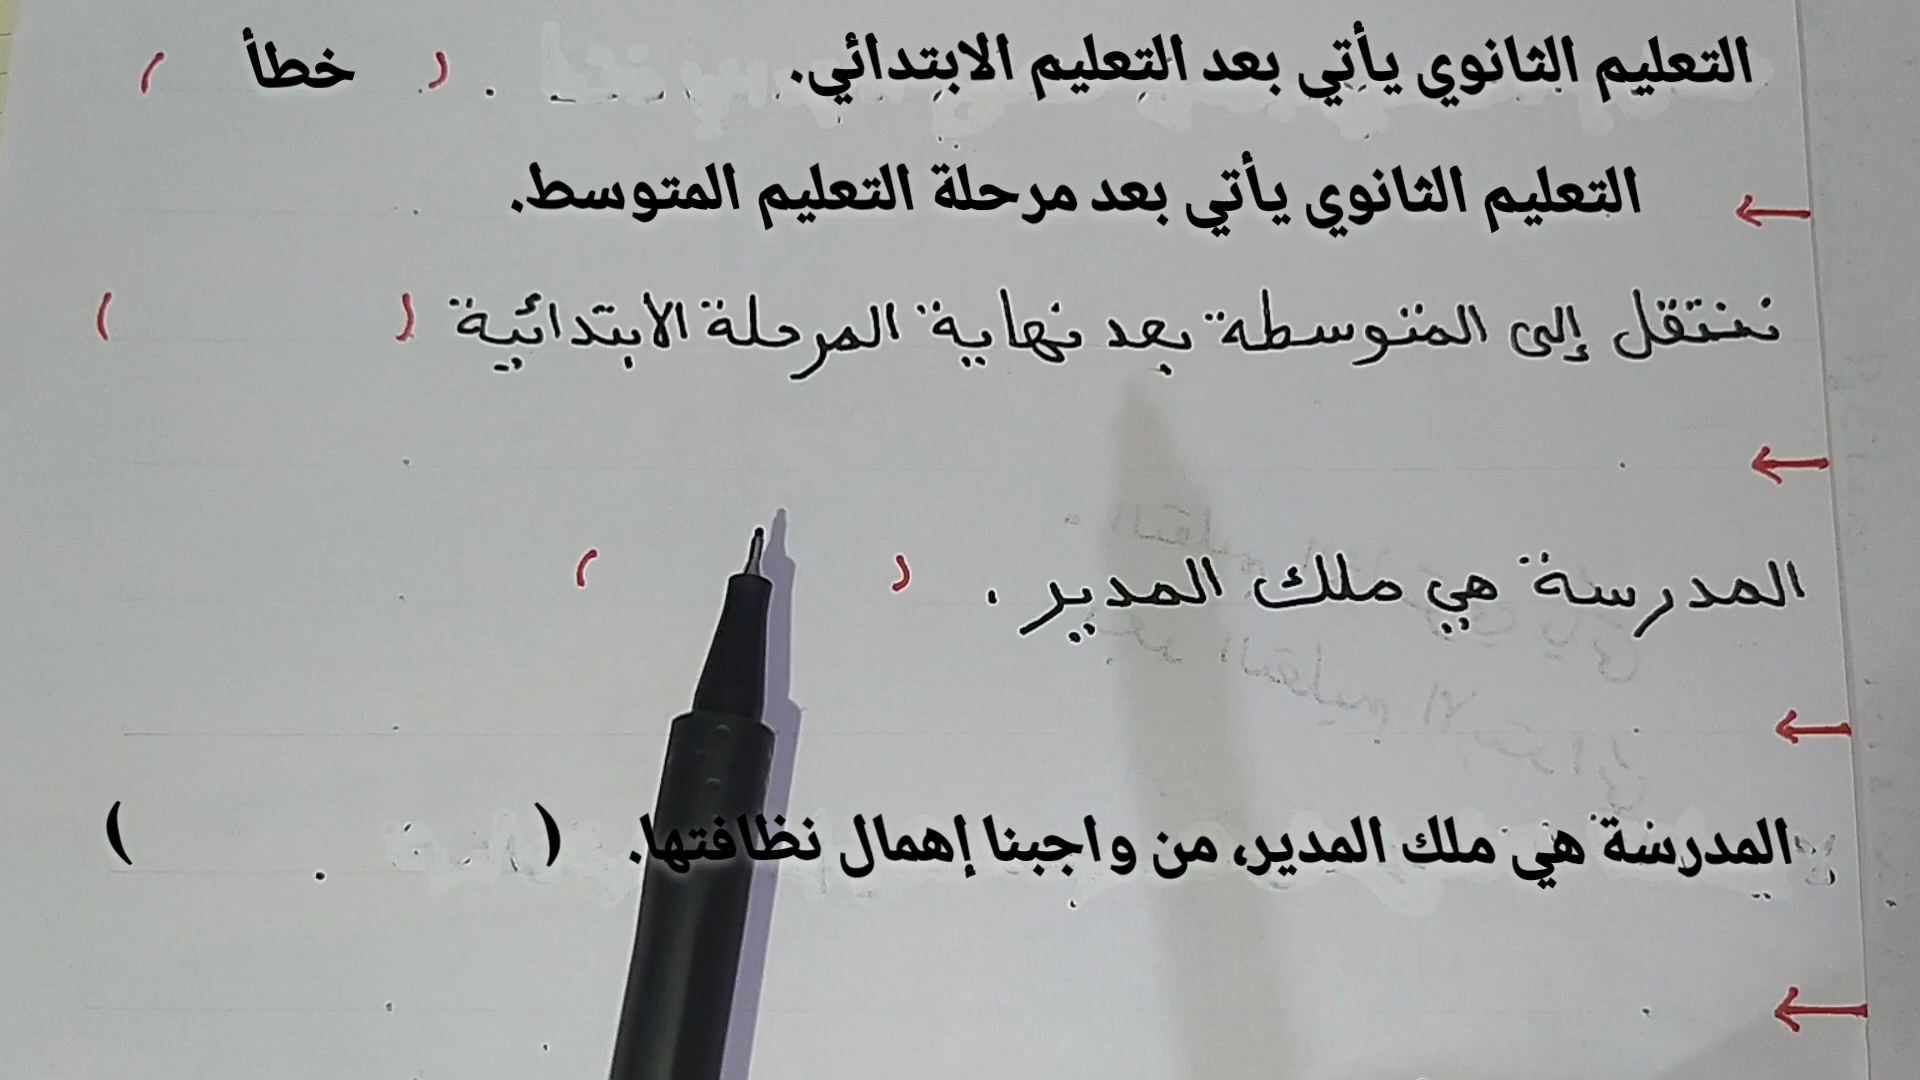 التعليم الثانوي يأتي بعد التعليم الابتدائي. ( خطأ )
التعليم الثانوي يأتي بعد مرحلة التعليم المتوسط.
ننتقل إلى المتوسطة بعد نهاية المرحلة الابتدائية ( )
المدرسة هي ملك المدير . ( )
المدرسة هي ملك المدير، من واجبنا إهمال نظافتها. ( )